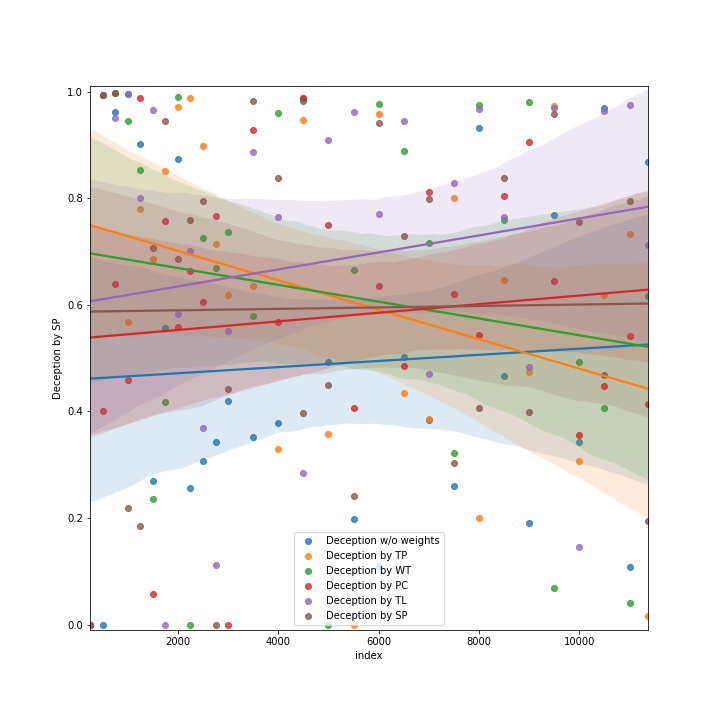 1.0
0.8
0.6
0.4
0.2
0.0
Deception by SP
Deception w/o weights
Deception by TP
Deception by WT
Deception by PC
Deception by TL
Deception by SP
2000 4000 6000 8000 10000
index